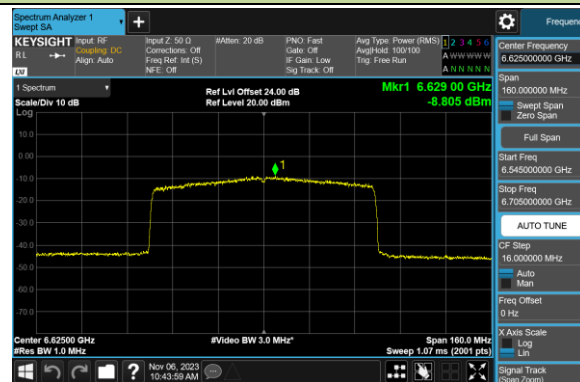 Spectrum Analyzer 1
Swept SA
+
Frequen
KEYSIGHT
RL
Input: RF
Coupling: DC
Align: Auto
Input Z: 50 Ω
Corrections: Off
Freq Ref: Int (S)
NFE: Off
#Atten: 20 dB
PNO: Fast
Gate: Off
IF Gain: Low
Sig Track: Off
Avg Type: Power (RMS)
Avg|Hold: 100/100
Trig: Free Run
1 2 3 4 5 6
A W W W W W
A N N N N N
LXI
1 Spectrum
Scale/Div 10 dB
Log
Ref Lvl Offset 24.00 dB
Ref Level 20.00 dBm
Mkr1 6.629 00 GHz
-8.805 dBm
10.0
0.00
-10.0
-20.0
-30.0
-40.0
-50.0
-60.0
-70.0
1
Center 6.62500 GHz
#Res BW 1.0 MHz
#Video BW 3.0 MHz*
Span 160.0 MHz
Sweep 1.07 ms (2001 pts)
Center Frequency
6.625000000 GHz
Span
160.000000 MHz
Swept Span
Zero Span
Full Span
Start Freq
6.545000000 GHz
Stop Freq
6.705000000 GHz
AUTO TUNE
CF Step
16.000000 MHz
Auto
Man
Freq Offset
0 Hz
X Axis Scale
Log
Lin
Signal Track
(Span Zoom)
?
Nov 06, 2023
10:43:59 AM